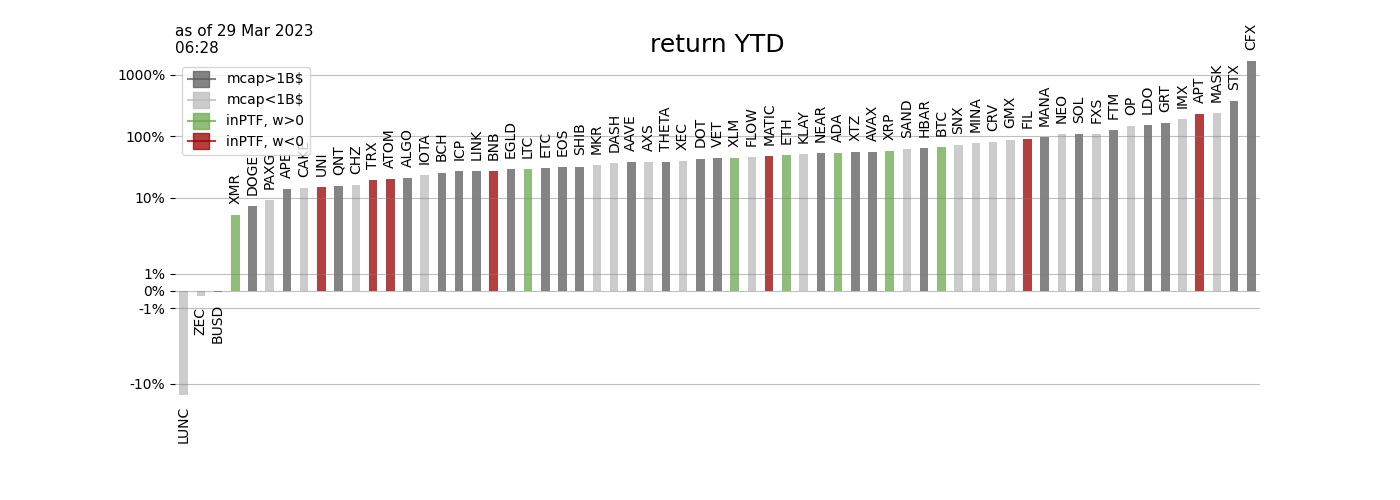 as of 29 Mar 2023
06:28
return YTD
mcap>1B$
mcap<1B$
inPTF, w>0
inPTF, w<0
1000%
100%
10%
1%
0%
-1%
-10%
LUNC
ZEC
BUSD
XMR
DOGE
PAXG
APE
CAKE
UNI
QNT
CHZ
TRX
ATOM
ALGO
IOTA
BCH
ICP
LINK
BNB
EGLD
LTC
ETC
EOS
SHIB
MKR
DASH
AAVE
AXS
THETA
XEC
DOT
VET
XLM
FLOW
MATIC
ETH
KLAY
NEAR
ADA
XTZ
AVAX
XRP
SAND
HBAR
BTC
SNX
MINA
CRV
GMX
FIL
MANA
NEO
SOL
FXS
FTM
OP
LDO
GRT
IMX
APT
MASK
STX
CFX